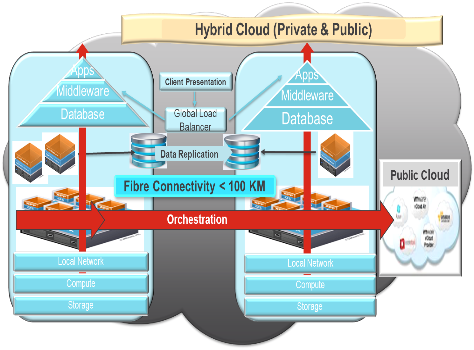 Hybrid Cloud (Private & Public)
Apps
Middleware
Database
Client Presentation
Global Load
Balancer
Apps
Middleware
Database
Data Replication
Fibre Connectivity < 100 KM
Public Cloud
Orchestration
Local Network
Compute
Storage
Local Network
Compute
Storage